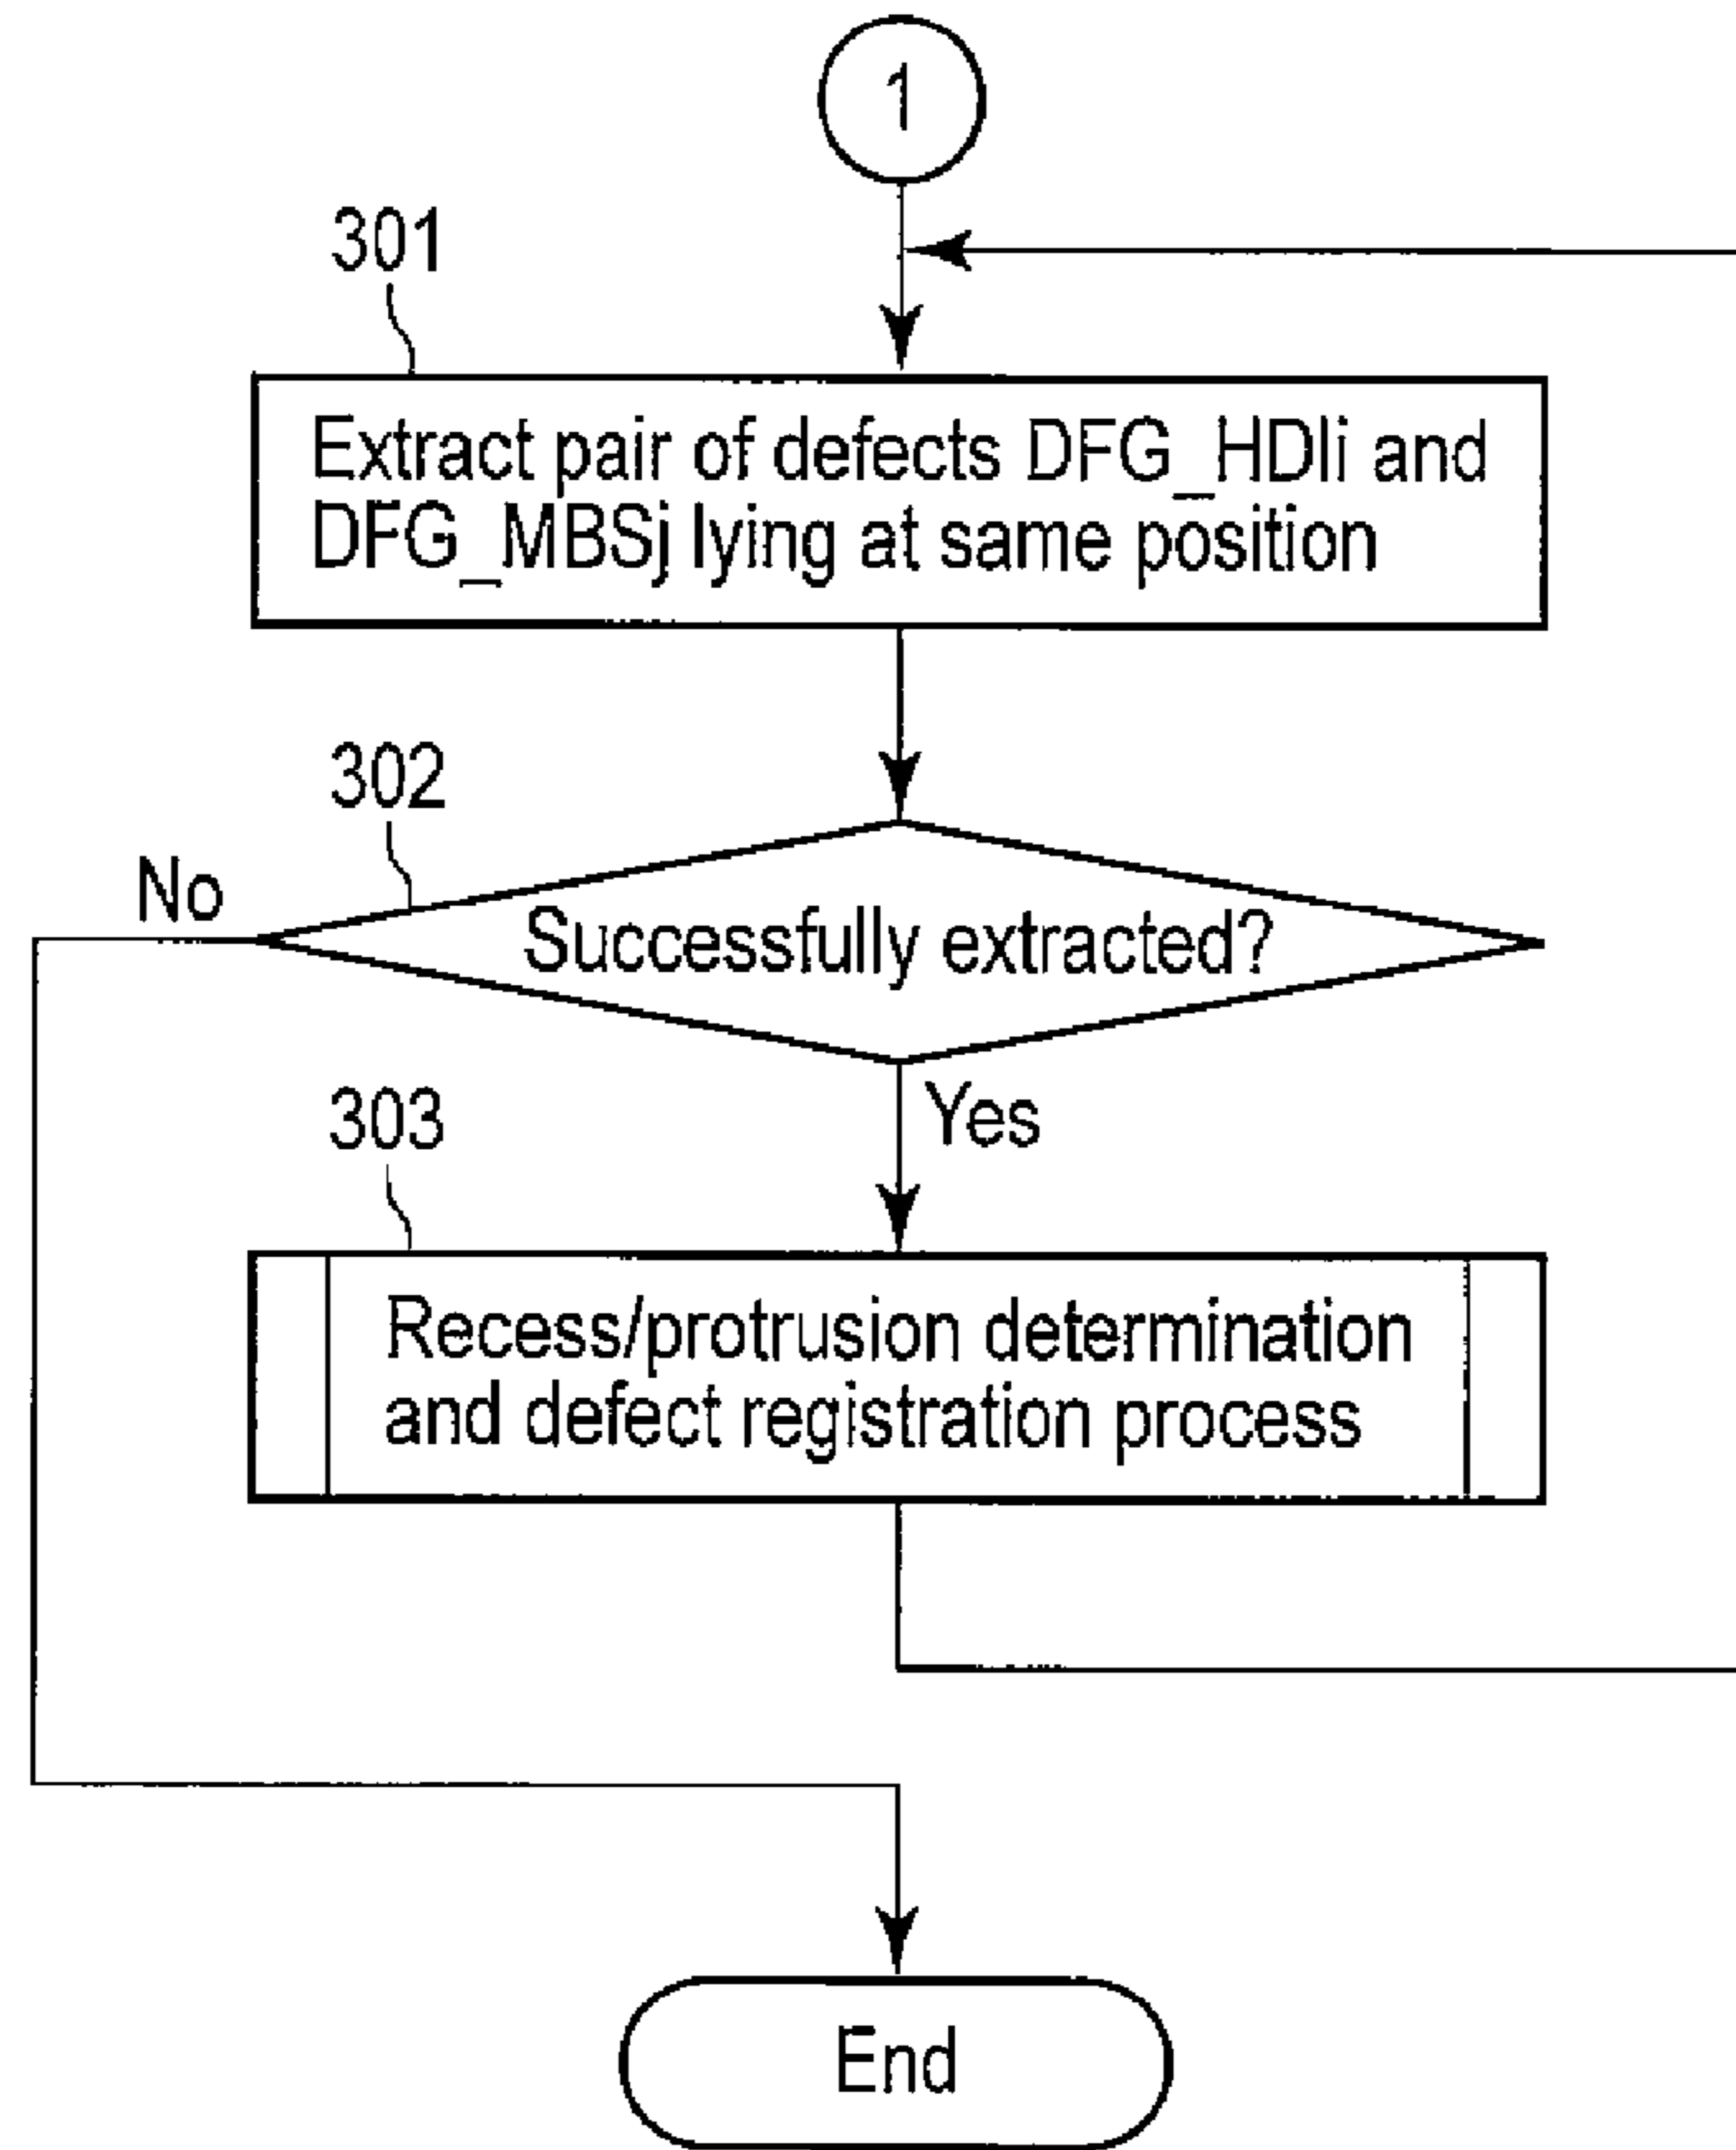 1
301
Extract pair of defects DFG_HDIi and
DFG_MBSj lying at same position
302
No
Successfully extracted?
Yes
303
Recess/protrusion determination
and defect registration process
End